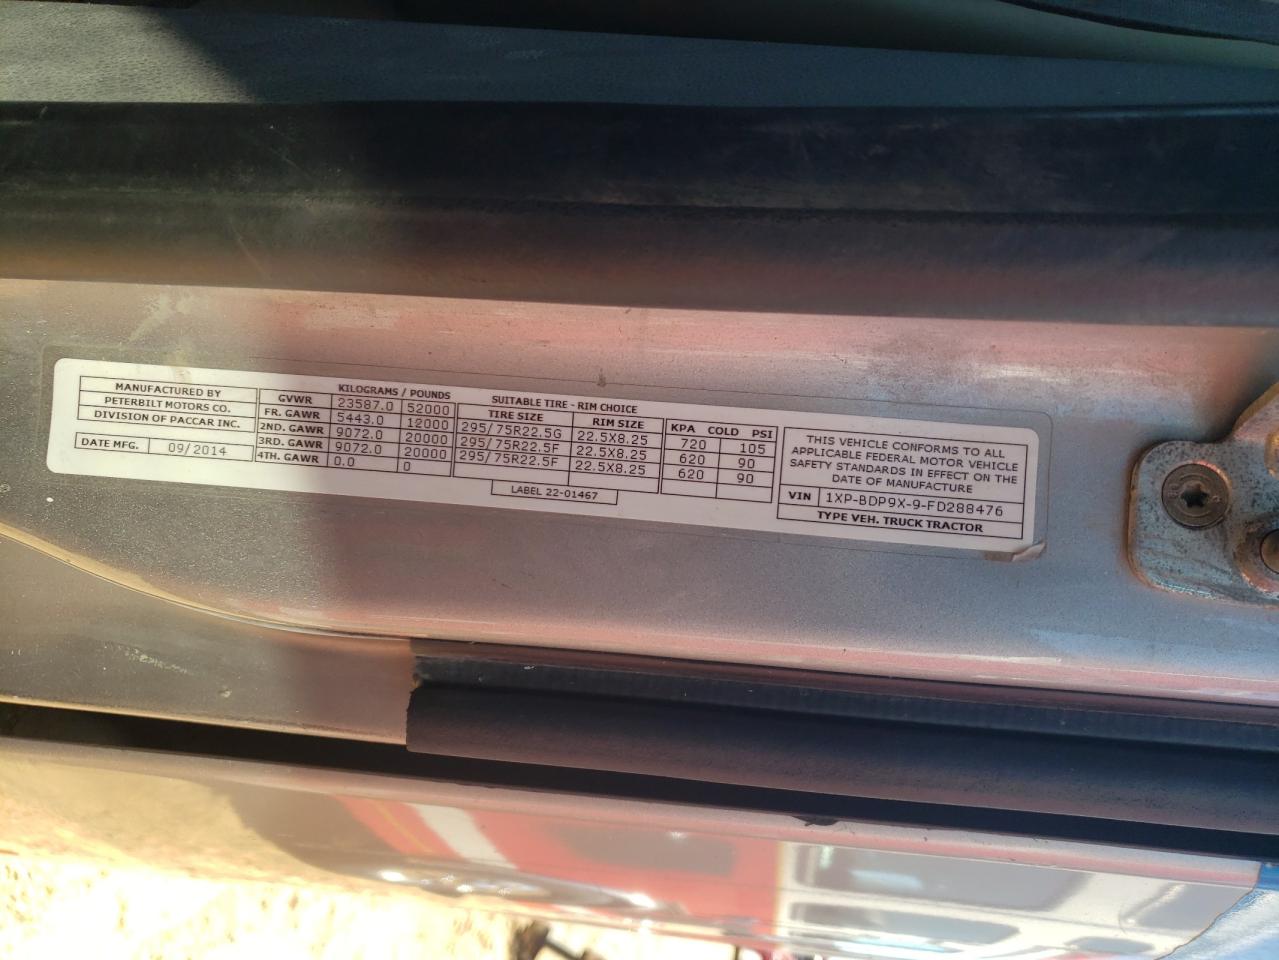 MANUFACTURED BY
PETERBILT MOTORS CO.
DIVISION OF PACCAR INC.
DATE MFG. 09/2014
KILOGRAMS / POUNDS
GVWR 23587.0 52000
FR. GAWR 5443.0 12000
2ND. GAWR 9072.0 20000
3RD. GAWR 9072.0 20000
4TH. GAWR 0.0 0
SUITABLE TIRE - RIM CHOICE
TIRE SIZE RIM SIZE
295/75R22.5G 22.5X8.25
295/75R22.5F 22.5X8.25
295/75R22.5F 22.5X8.25
LABEL 22-01467
KPA COLD PSI
720 105
620 90
620 90
THIS VEHICLE CONFORMS TO ALL
APPLICABLE FEDERAL MOTOR VEHICLE
SAFETY STANDARDS IN EFFECT ON THE
DATE OF MANUFACTURE
VIN 1XP-BDP9X-9-FD288476
TYPE VEH. TRUCK TRACTOR